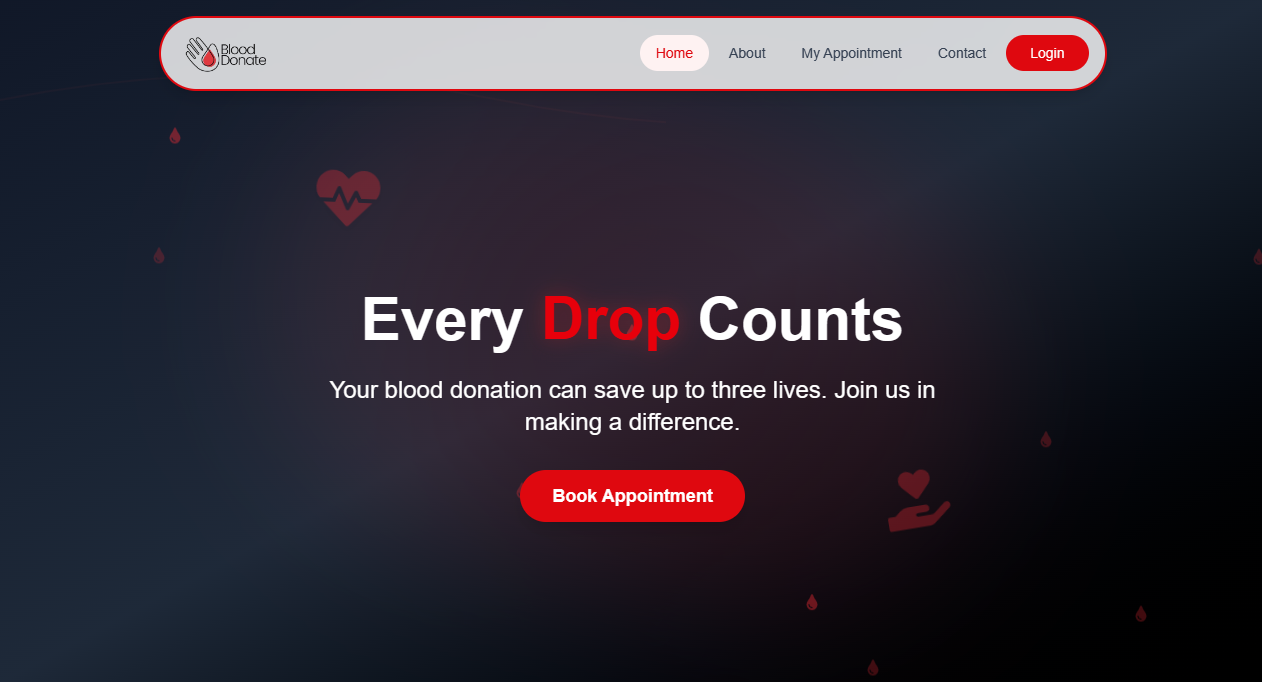 Blood
Donate
Home
About
My Appointment
Contact
Login
Every Drop Counts
Your blood donation can save up to three lives. Join us in
making a difference.
Book Appointment